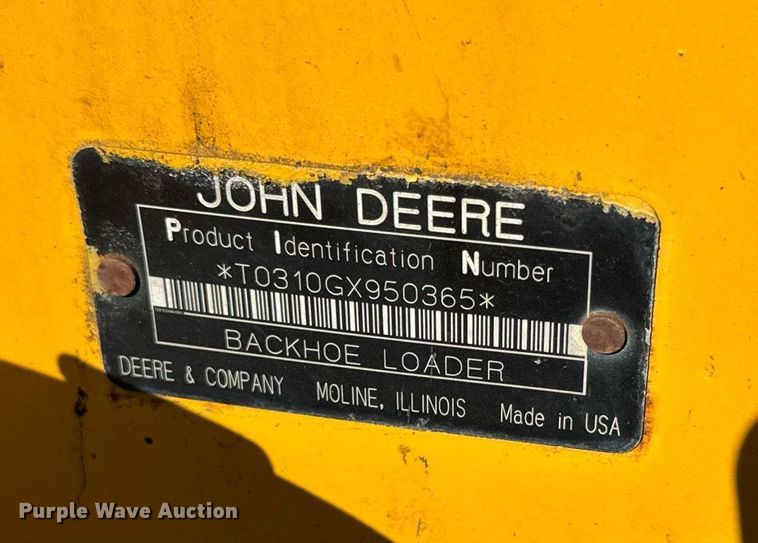 JOHN DEERE
Product Identification Number
*T0310GX950365*
BACKHOE LOADER
DEERE & COMPANY MOLINE, ILLINOIS Made in USA
Purple Wave Auction